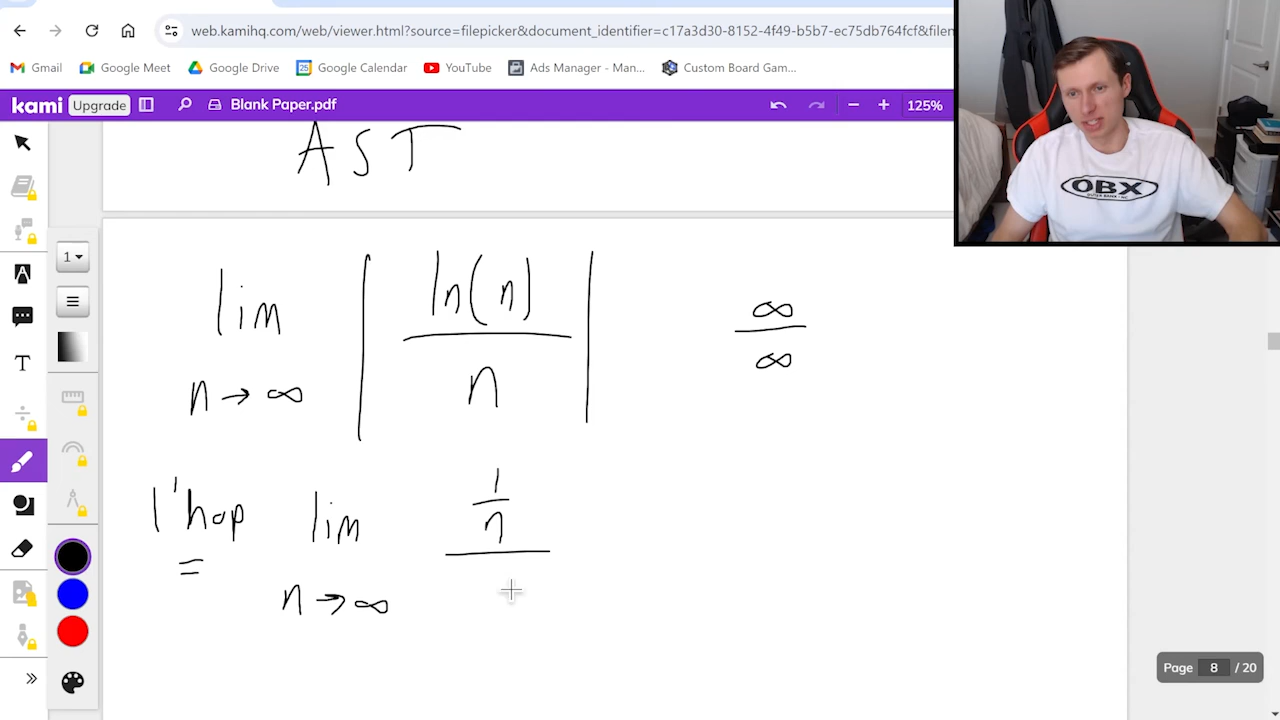 web.kamihq.com/web/viewer.html?source=filepicker&document_identifier=c17a3d30-8152-4f49-b5b7-ec75db764fcf&filen
Gmail Google Meet Google Drive 25 Google Calendar YouTube Ads Manager - Man... Custom Board Gam...
kami Upgrade Blank Paper.pdf 125%
AST
OBX
1
lim | ln(n) / n | ∞ / ∞
n → ∞
T
l'hop = lim 1/n
n → ∞
Page 8 / 20